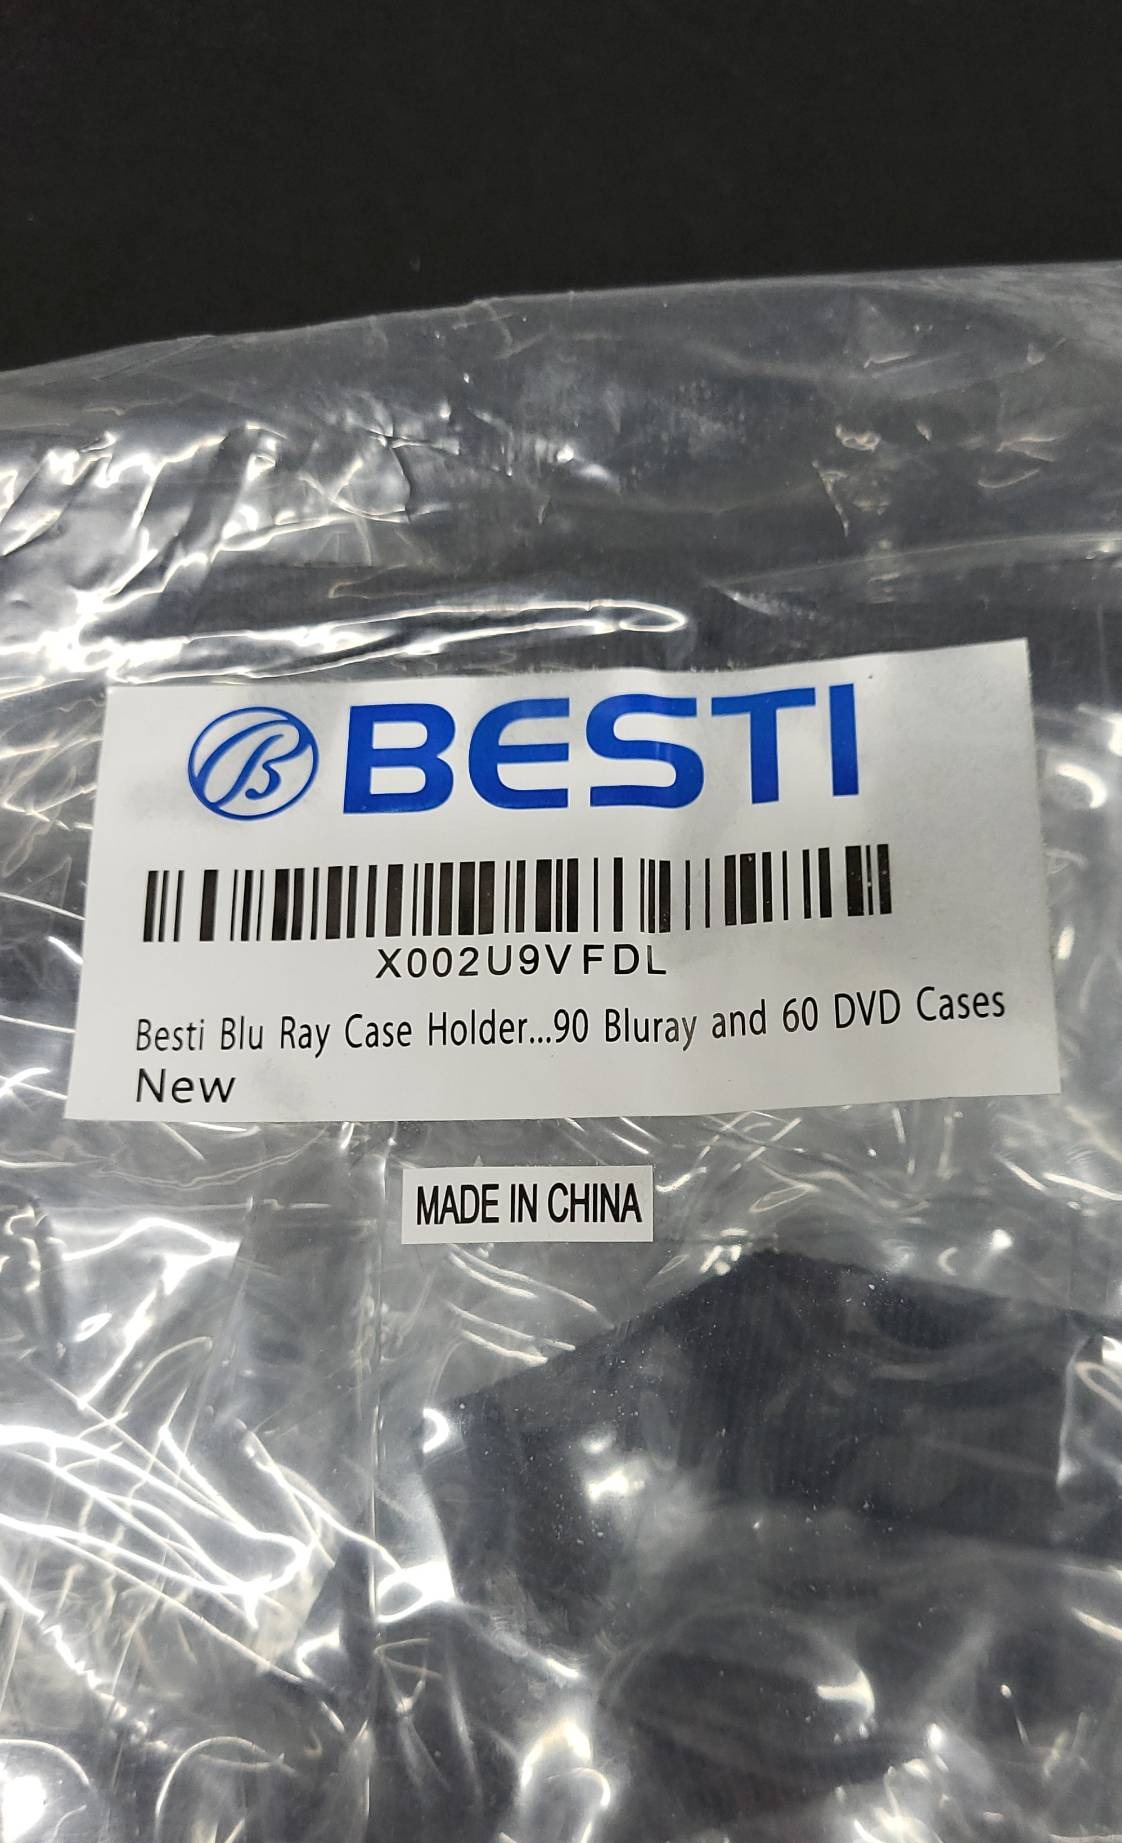 B BESTI
X002U9VFDL
Besti Blu Ray Case Holder...90 Bluray and 60 DVD Cases
New
MADE IN CHINA